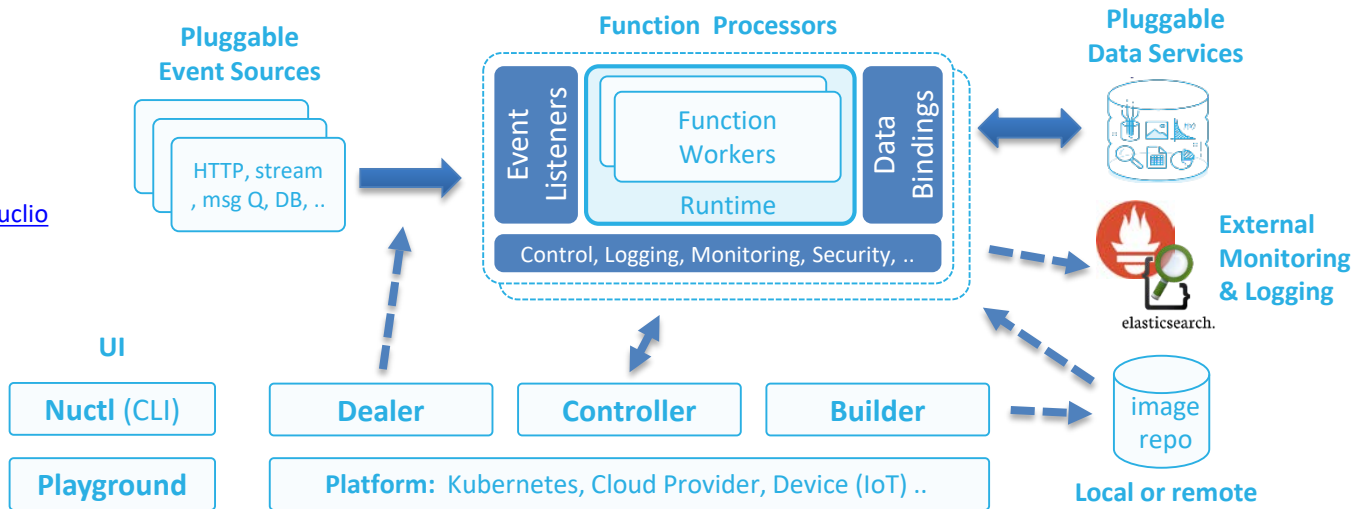 Function Processors
Pluggable
Event Sources
Pluggable
Data Services
HTTP, stream
, msg Q, DB, ..
Event
Listeners
Function
Workers
Runtime
Data
Bindings
Control, Logging, Monitoring, Security, ..
uclio
External
Monitoring
& Logging
elasticsearch.
UI
Nuctl (CLI)
Playground
Dealer
Controller
Builder
Platform: Kubernetes, Cloud Provider, Device (IoT) ..
image
repo
Local or remote